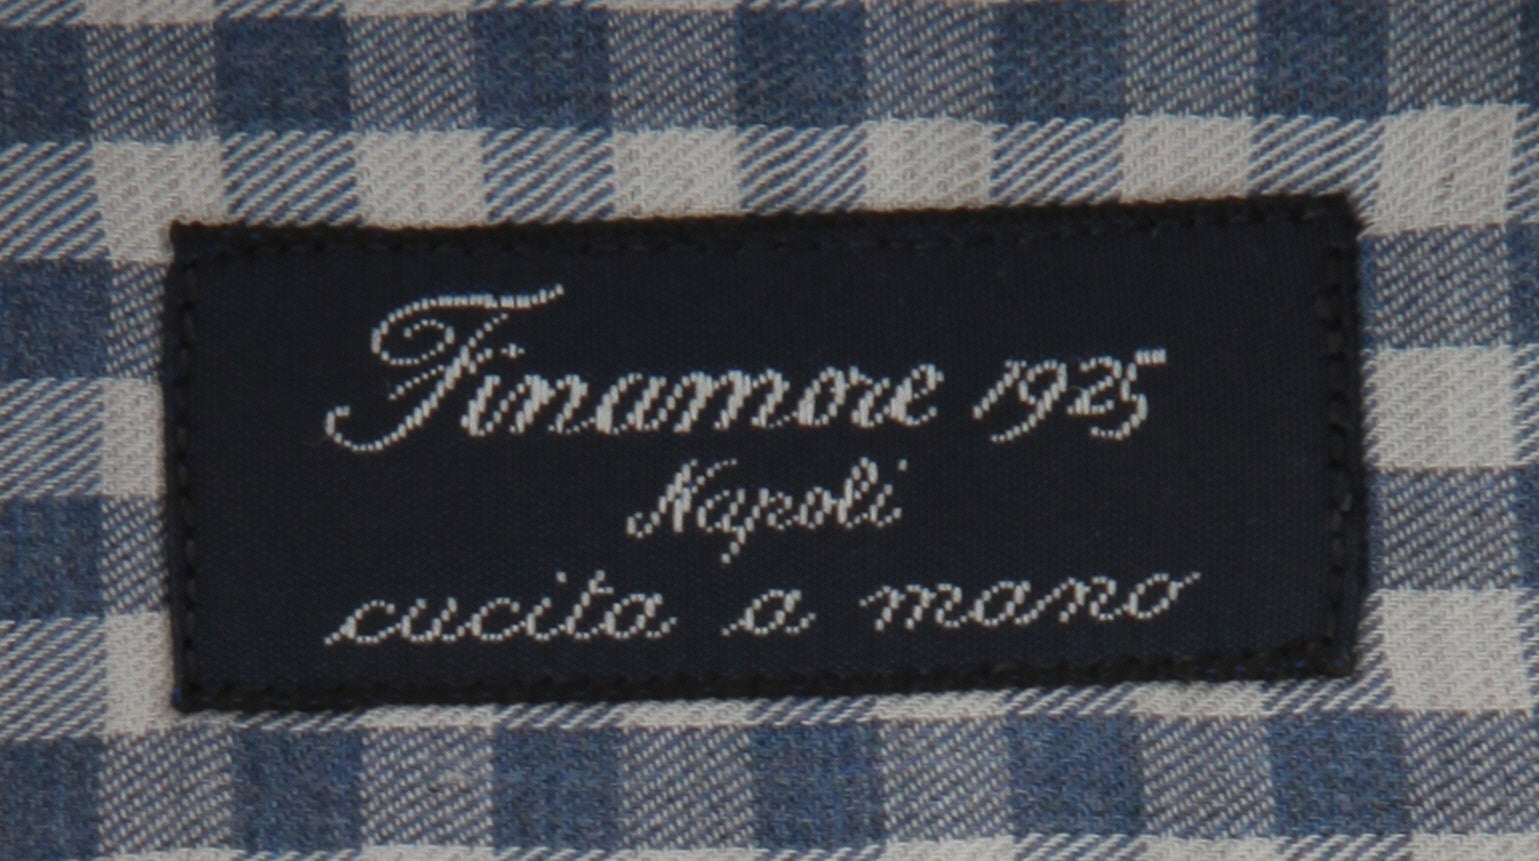 Finamore 1925
Napoli
cucita a mano